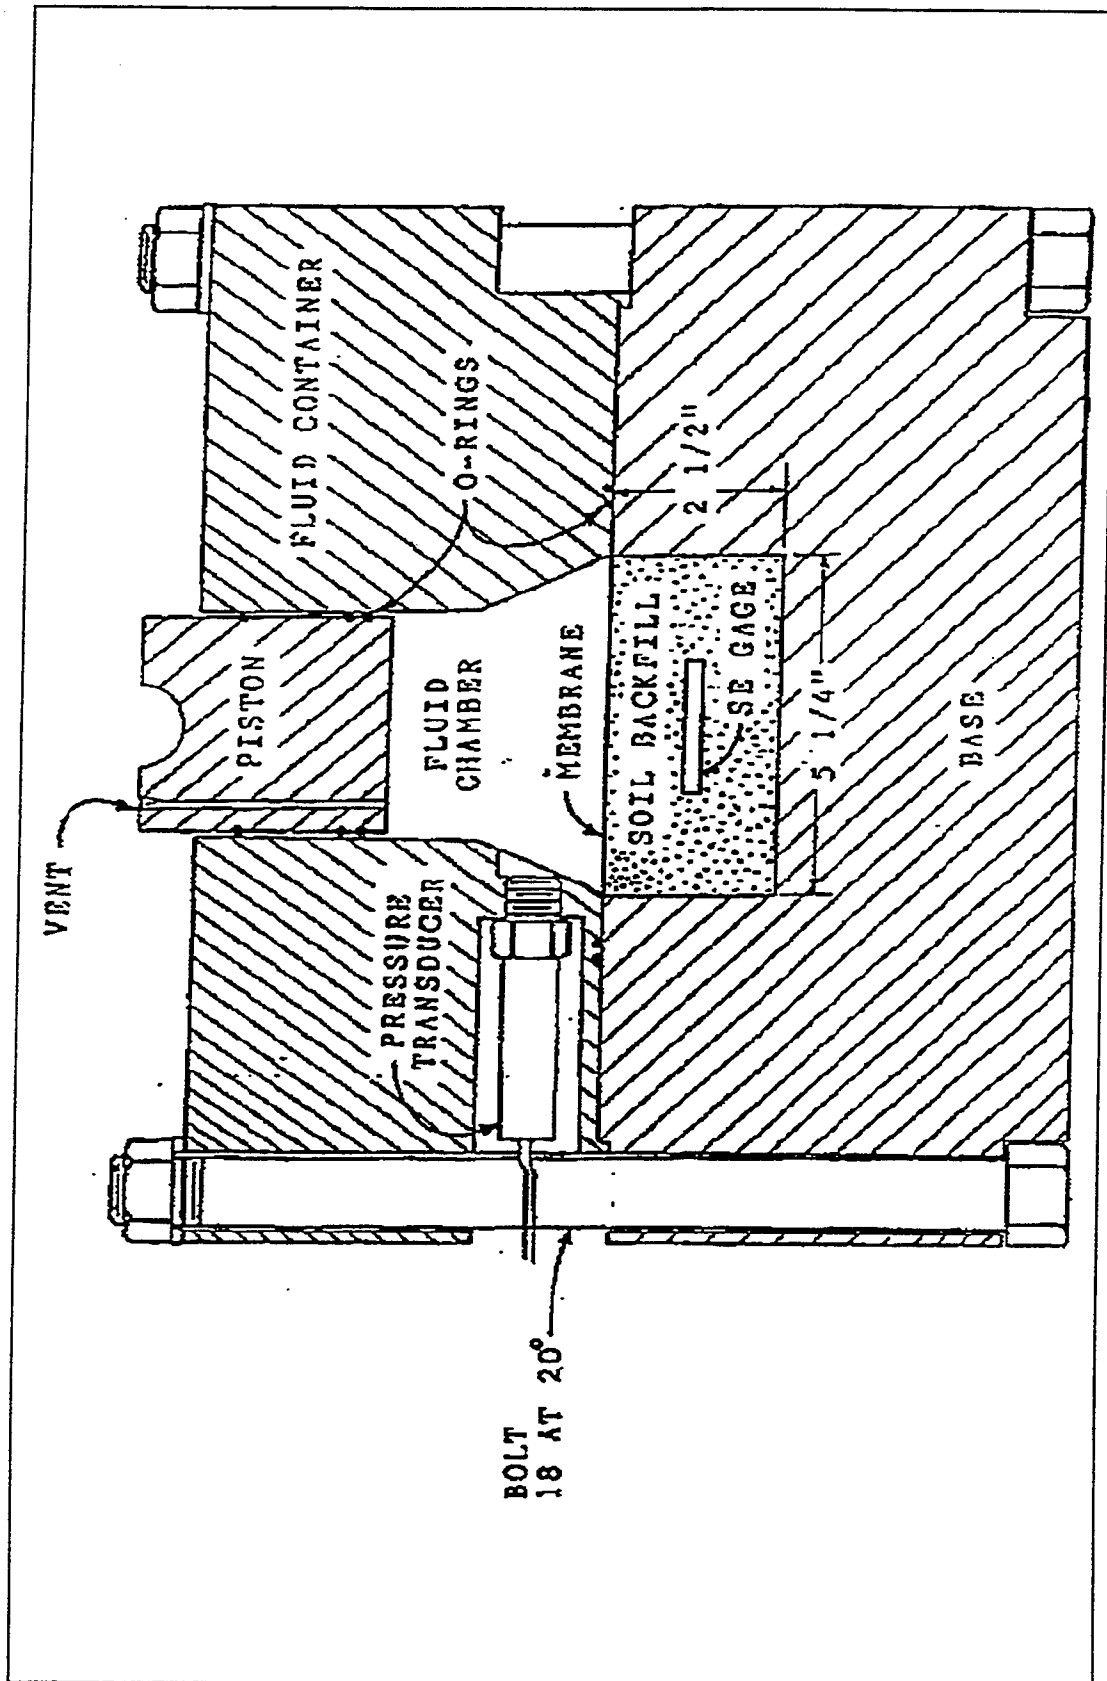 VENT
PISTON
FLUID CONTAINER
O-RINGS
FLUID
CHAMBER
PRESSURE
TRANSDUCER
MEMBRANE
SOIL BACKFILL
SE GAGE
2 1/2"
5 1/4"
BASE
BOLT
18 AT 20°